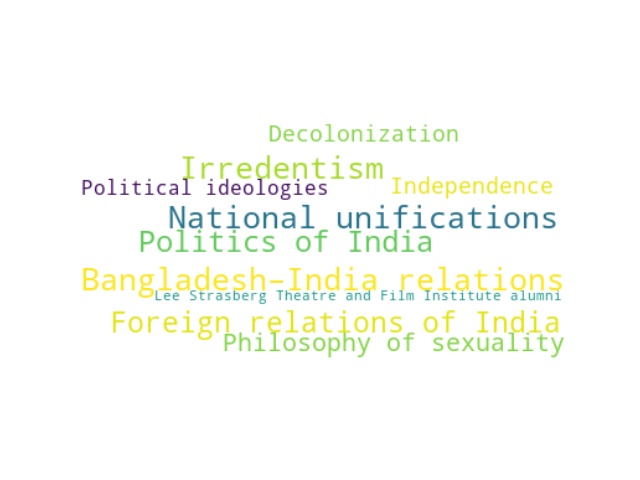 Decolonization
Irredentism
Political ideologies
Independence
National unifications
Politics of India
Bangladesh–India relations
Lee Strasberg Theatre and Film Institute alumni
Foreign relations of India
Philosophy of sexuality